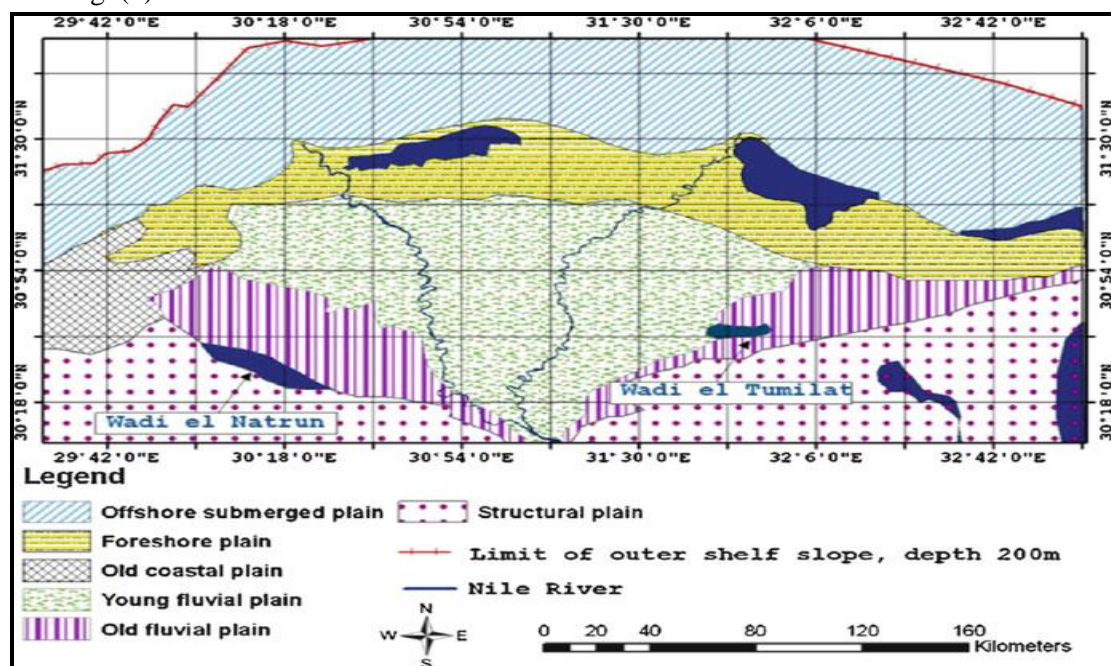 29°42'0"E 30°18'0"E 30°54'0"E 31°30'0"E 32°6'0"E 32°42'0"E
31°30'0"N 31°30'0"N
30°54'0"N 30°54'0"N
30°18'0"N 30°18'0"N
Wadi el Natrun
Wadi el Tumilat
29°42'0"E 30°18'0"E 30°54'0"E 31°30'0"E 32°6'0"E 32°42'0"E
Legend
Offshore submerged plain
Foreshore plain
Old coastal plain
Young fluvial plain
Old fluvial plain
Structural plain
Limit of outer shelf slope, depth 200m
Nile River
N
W E
S
0 20 40 80 120 160
Kilometers